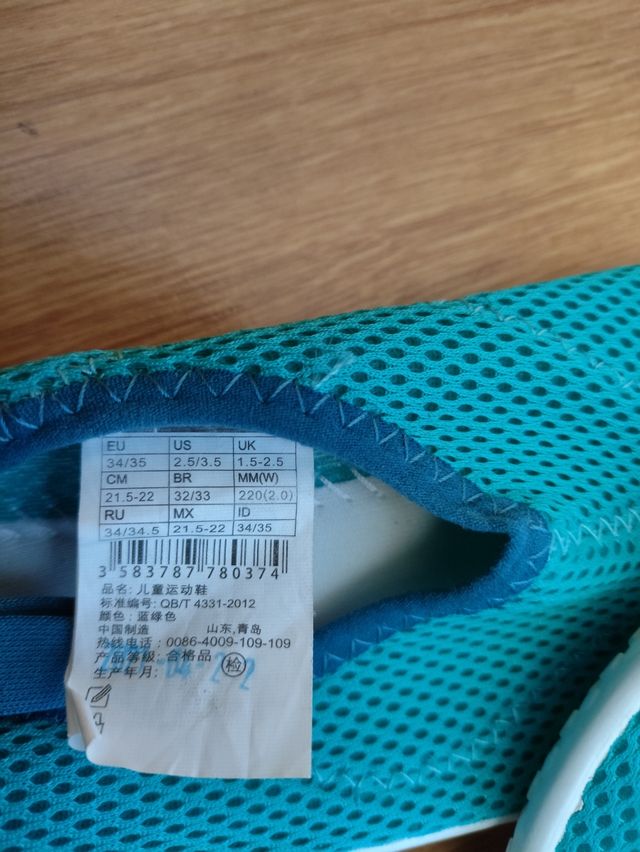 EU US UK
34/35 2.5/3.5 1.5-2.5
CM BR MM(W)
21.5-22 32/33 220(2.0)
RU MX ID
34/34.5 21.5-22 34/35
3 583787 780374
品名: 儿童运动鞋
标准编号: QB/T 4331-2012
颜色: 蓝绿色
中国制造 山东,青岛
热线电话: 0086-4009-109-109
产品等级: 合格品
检
生产年月: